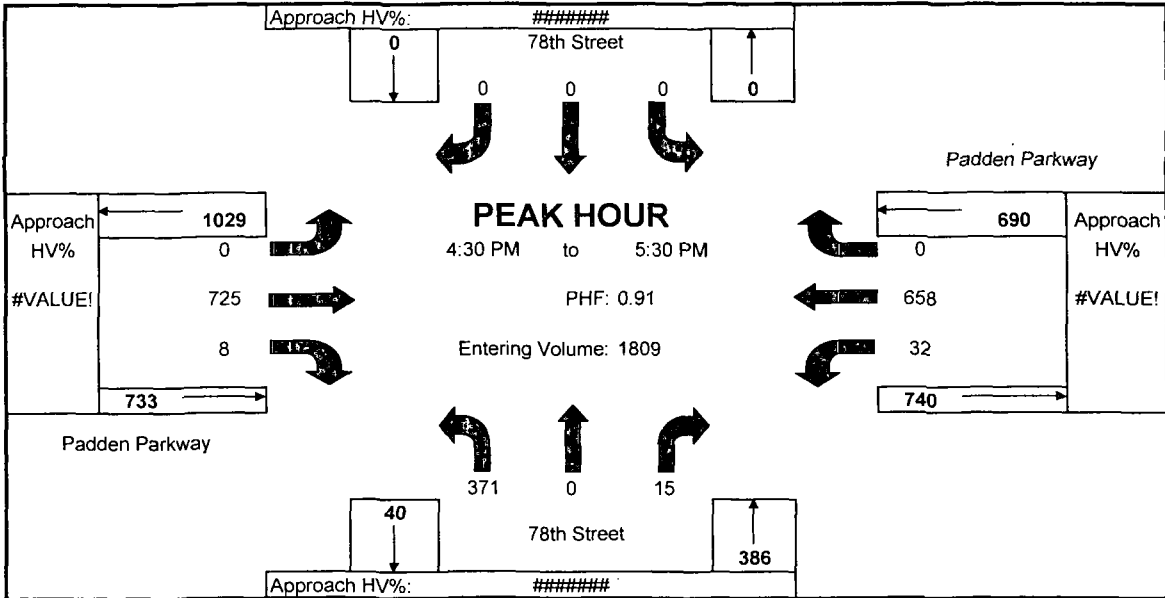 Approach HV%: #######
0
78th Street
0
0 0 0
Padden Parkway
Approach
HV%
#VALUE!
1029
0
725
8
733
Padden Parkway
PEAK HOUR
4:30 PM to 5:30 PM
PHF: 0.91
Entering Volume: 1809
690
0
658
32
740
Approach
HV%
#VALUE!
371 0 15
40
78th Street
386
Approach HV%: #######